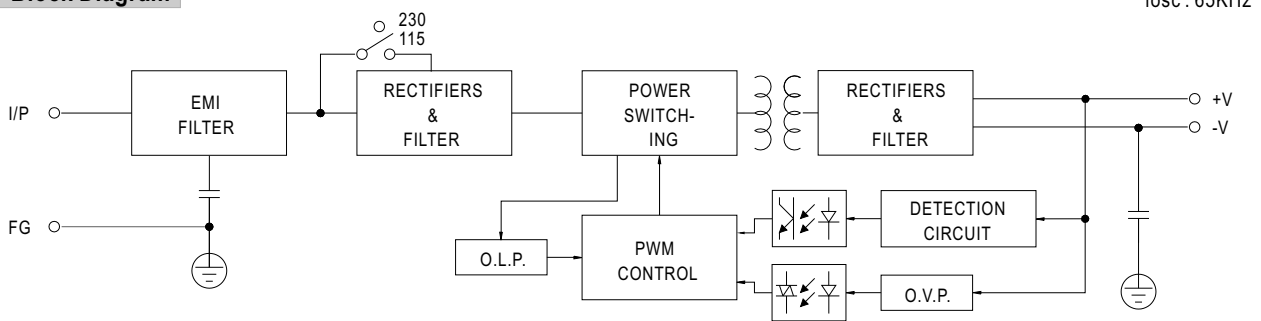 Block Diagram
fosc : 65KHz
230
115
I/P
EMI
FILTER
RECTIFIERS
&
FILTER
POWER
SWITCH-
ING
RECTIFIERS
&
FILTER
+V
-V
FG
O.L.P.
PWM
CONTROL
DETECTION
CIRCUIT
O.V.P.